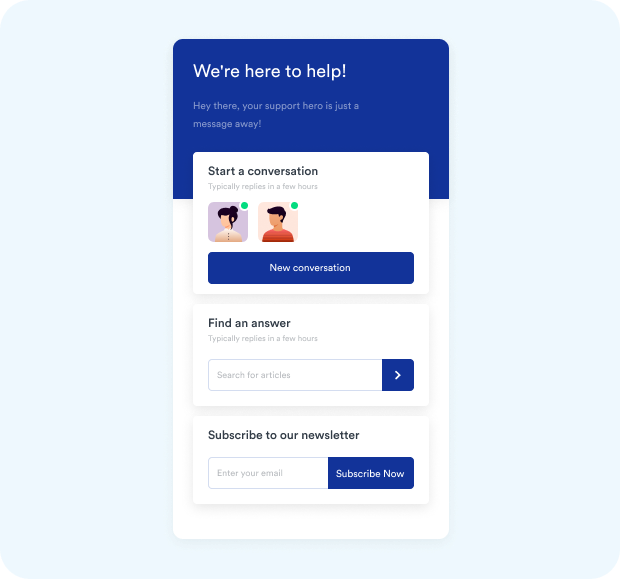 We're here to help!
Hey there, your support hero is just a
message away!
Start a conversation
Typically replies in a few hours
New conversation
Find an answer
Typically replies in a few hours
Search for articles
Subscribe to our newsletter
Enter your email
Subscribe Now